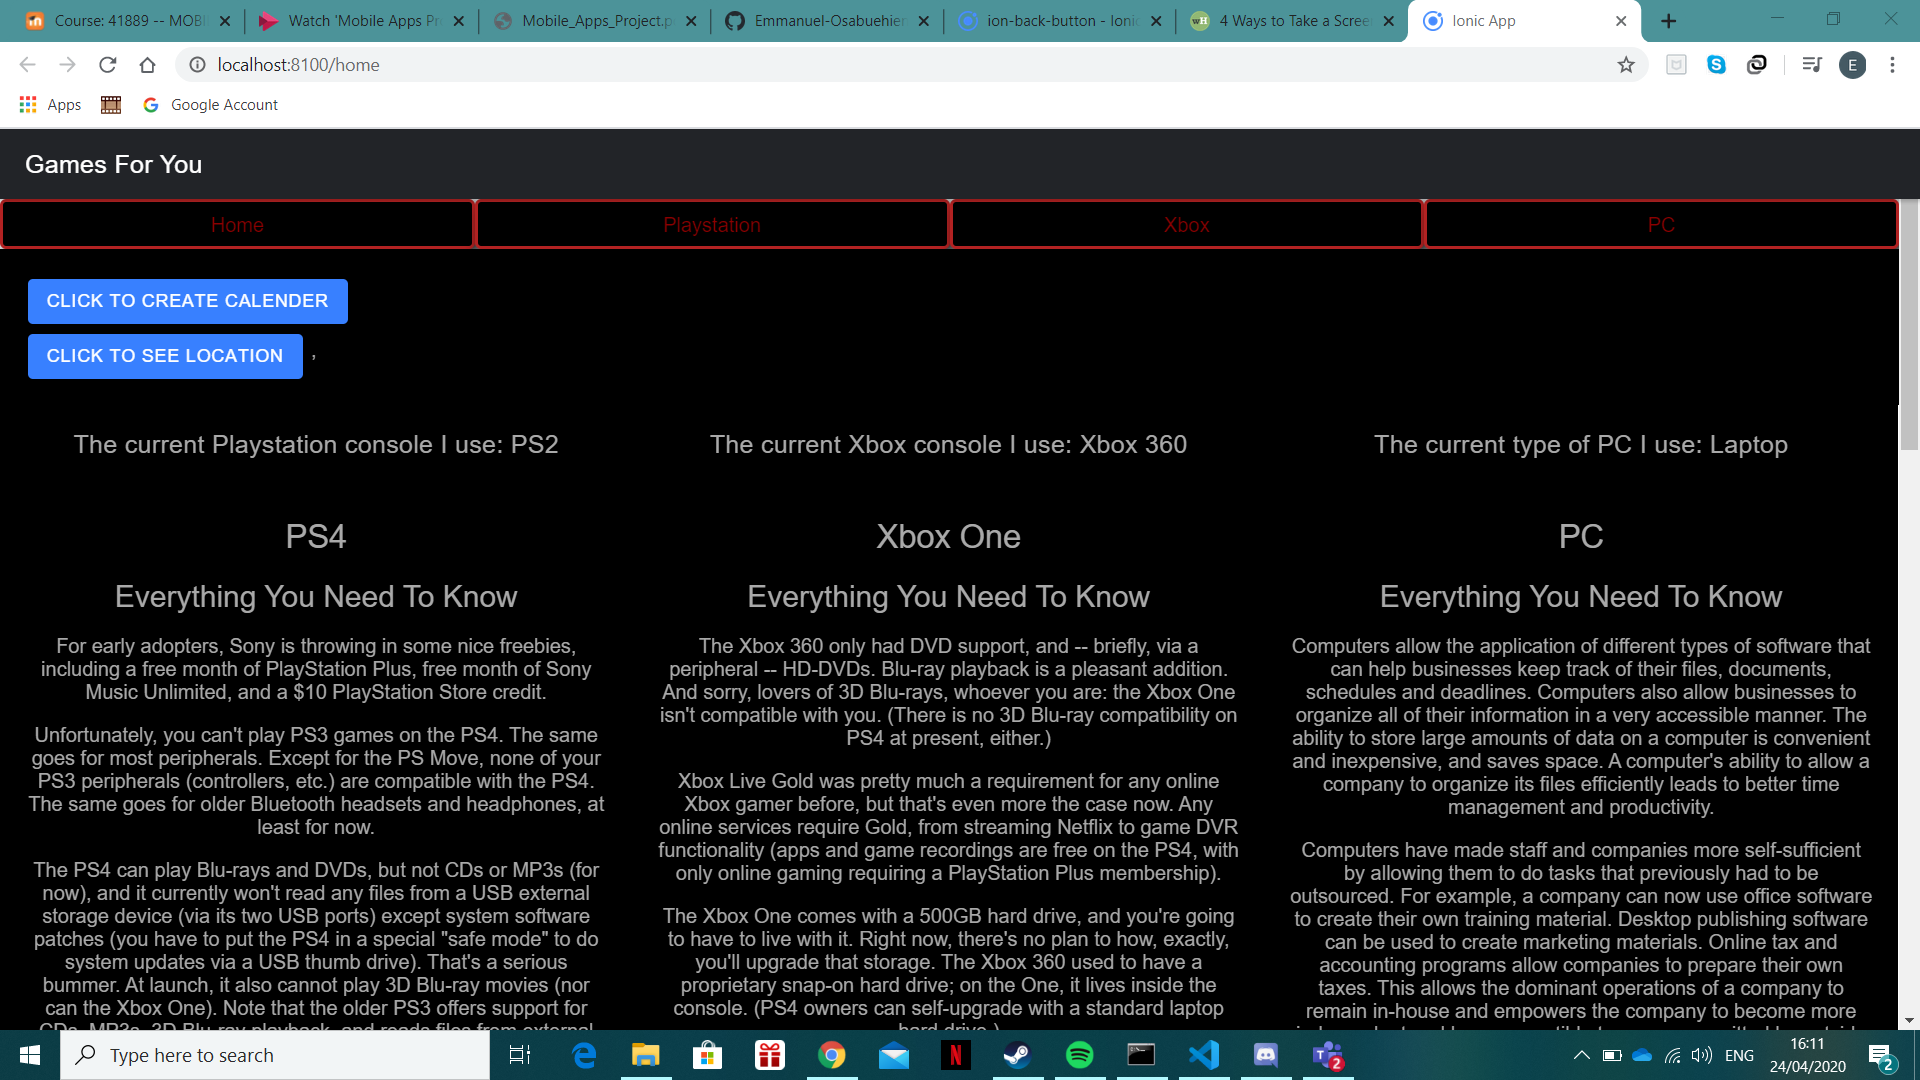 Course: 41889 -- MOB
Watch 'Mobile Apps Pr
Mobile_Apps_Project.p
Emmanuel-Osabuehien
ion-back-button - Ionic
4 Ways to Take a Scree
Ionic App
localhost:8100/home
E
Apps
Google Account
Games For You
Home
Playstation
Xbox
PC
CLICK TO CREATE CALENDER
CLICK TO SEE LOCATION ,
The current Playstation console I use: PS2
The current Xbox console I use: Xbox 360
The current type of PC I use: Laptop
PS4
Everything You Need To Know
For early adopters, Sony is throwing in some nice freebies,
including a free month of PlayStation Plus, free month of Sony
Music Unlimited, and a $10 PlayStation Store credit.
Unfortunately, you can't play PS3 games on the PS4. The same
goes for most peripherals. Except for the PS Move, none of your
PS3 peripherals (controllers, etc.) are compatible with the PS4.
The same goes for older Bluetooth headsets and headphones, at
least for now.
The PS4 can play Blu-rays and DVDs, but not CDs or MP3s (for
now), and it currently won't read any files from a USB external
storage device (via its two USB ports) except system software
patches (you have to put the PS4 in a special "safe mode" to do
system updates via a USB thumb drive). That's a serious
bummer. At launch, it also cannot play 3D Blu-ray movies (nor
can the Xbox One). Note that the older PS3 offers support for
CDs, MP3s, 3D Blu-ray playback, and reads files from external
Xbox One
Everything You Need To Know
The Xbox 360 only had DVD support, and -- briefly, via a
peripheral -- HD-DVDs. Blu-ray playback is a pleasant addition.
And sorry, lovers of 3D Blu-rays, whoever you are: the Xbox One
isn't compatible with you. (There is no 3D Blu-ray compatibility on
PS4 at present, either.)
Xbox Live Gold was pretty much a requirement for any online
Xbox gamer before, but that's even more the case now. Any
online services require Gold, from streaming Netflix to game DVR
functionality (apps and game recordings are free on the PS4, with
only online gaming requiring a PlayStation Plus membership).
The Xbox One comes with a 500GB hard drive, and you're going
to have to live with it. Right now, there's no plan to how, exactly,
you'll upgrade that storage. The Xbox 360 used to have a
proprietary snap-on hard drive; on the One, it lives inside the
console. (PS4 owners can self-upgrade with a standard laptop
hard drive.)
PC
Everything You Need To Know
Computers allow the application of different types of software that
can help businesses keep track of their files, documents,
schedules and deadlines. Computers also allow businesses to
organize all of their information in a very accessible manner. The
ability to store large amounts of data on a computer is convenient
and inexpensive, and saves space. A computer's ability to allow a
company to organize its files efficiently leads to better time
management and productivity.
Computers have made staff and companies more self-sufficient
by allowing them to do tasks that previously had to be
outsourced. For example, a company can now use office software
to create their own training material. Desktop publishing software
can be used to create marketing materials. Online tax and
accounting programs allow companies to prepare their own
taxes. This allows the dominant operations of a company to
remain in-house and empowers the company to become more
Type here to search
ENG
16:11
24/04/2020
2
2